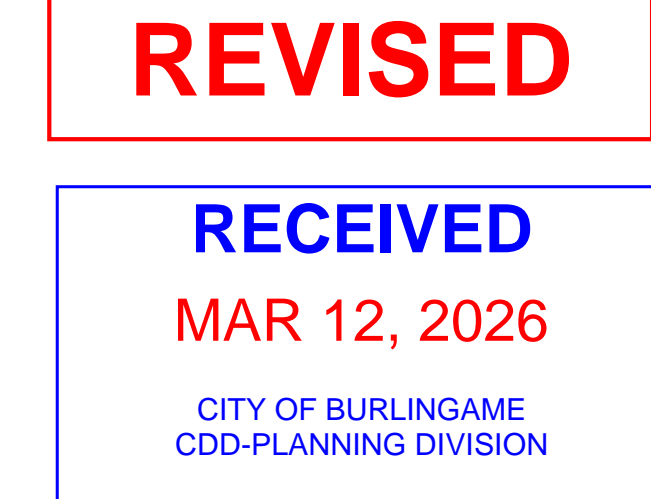 REVISED
RECEIVED
MAR 12, 2026
CITY OF BURLINGAME
CDD-PLANNING DIVISION